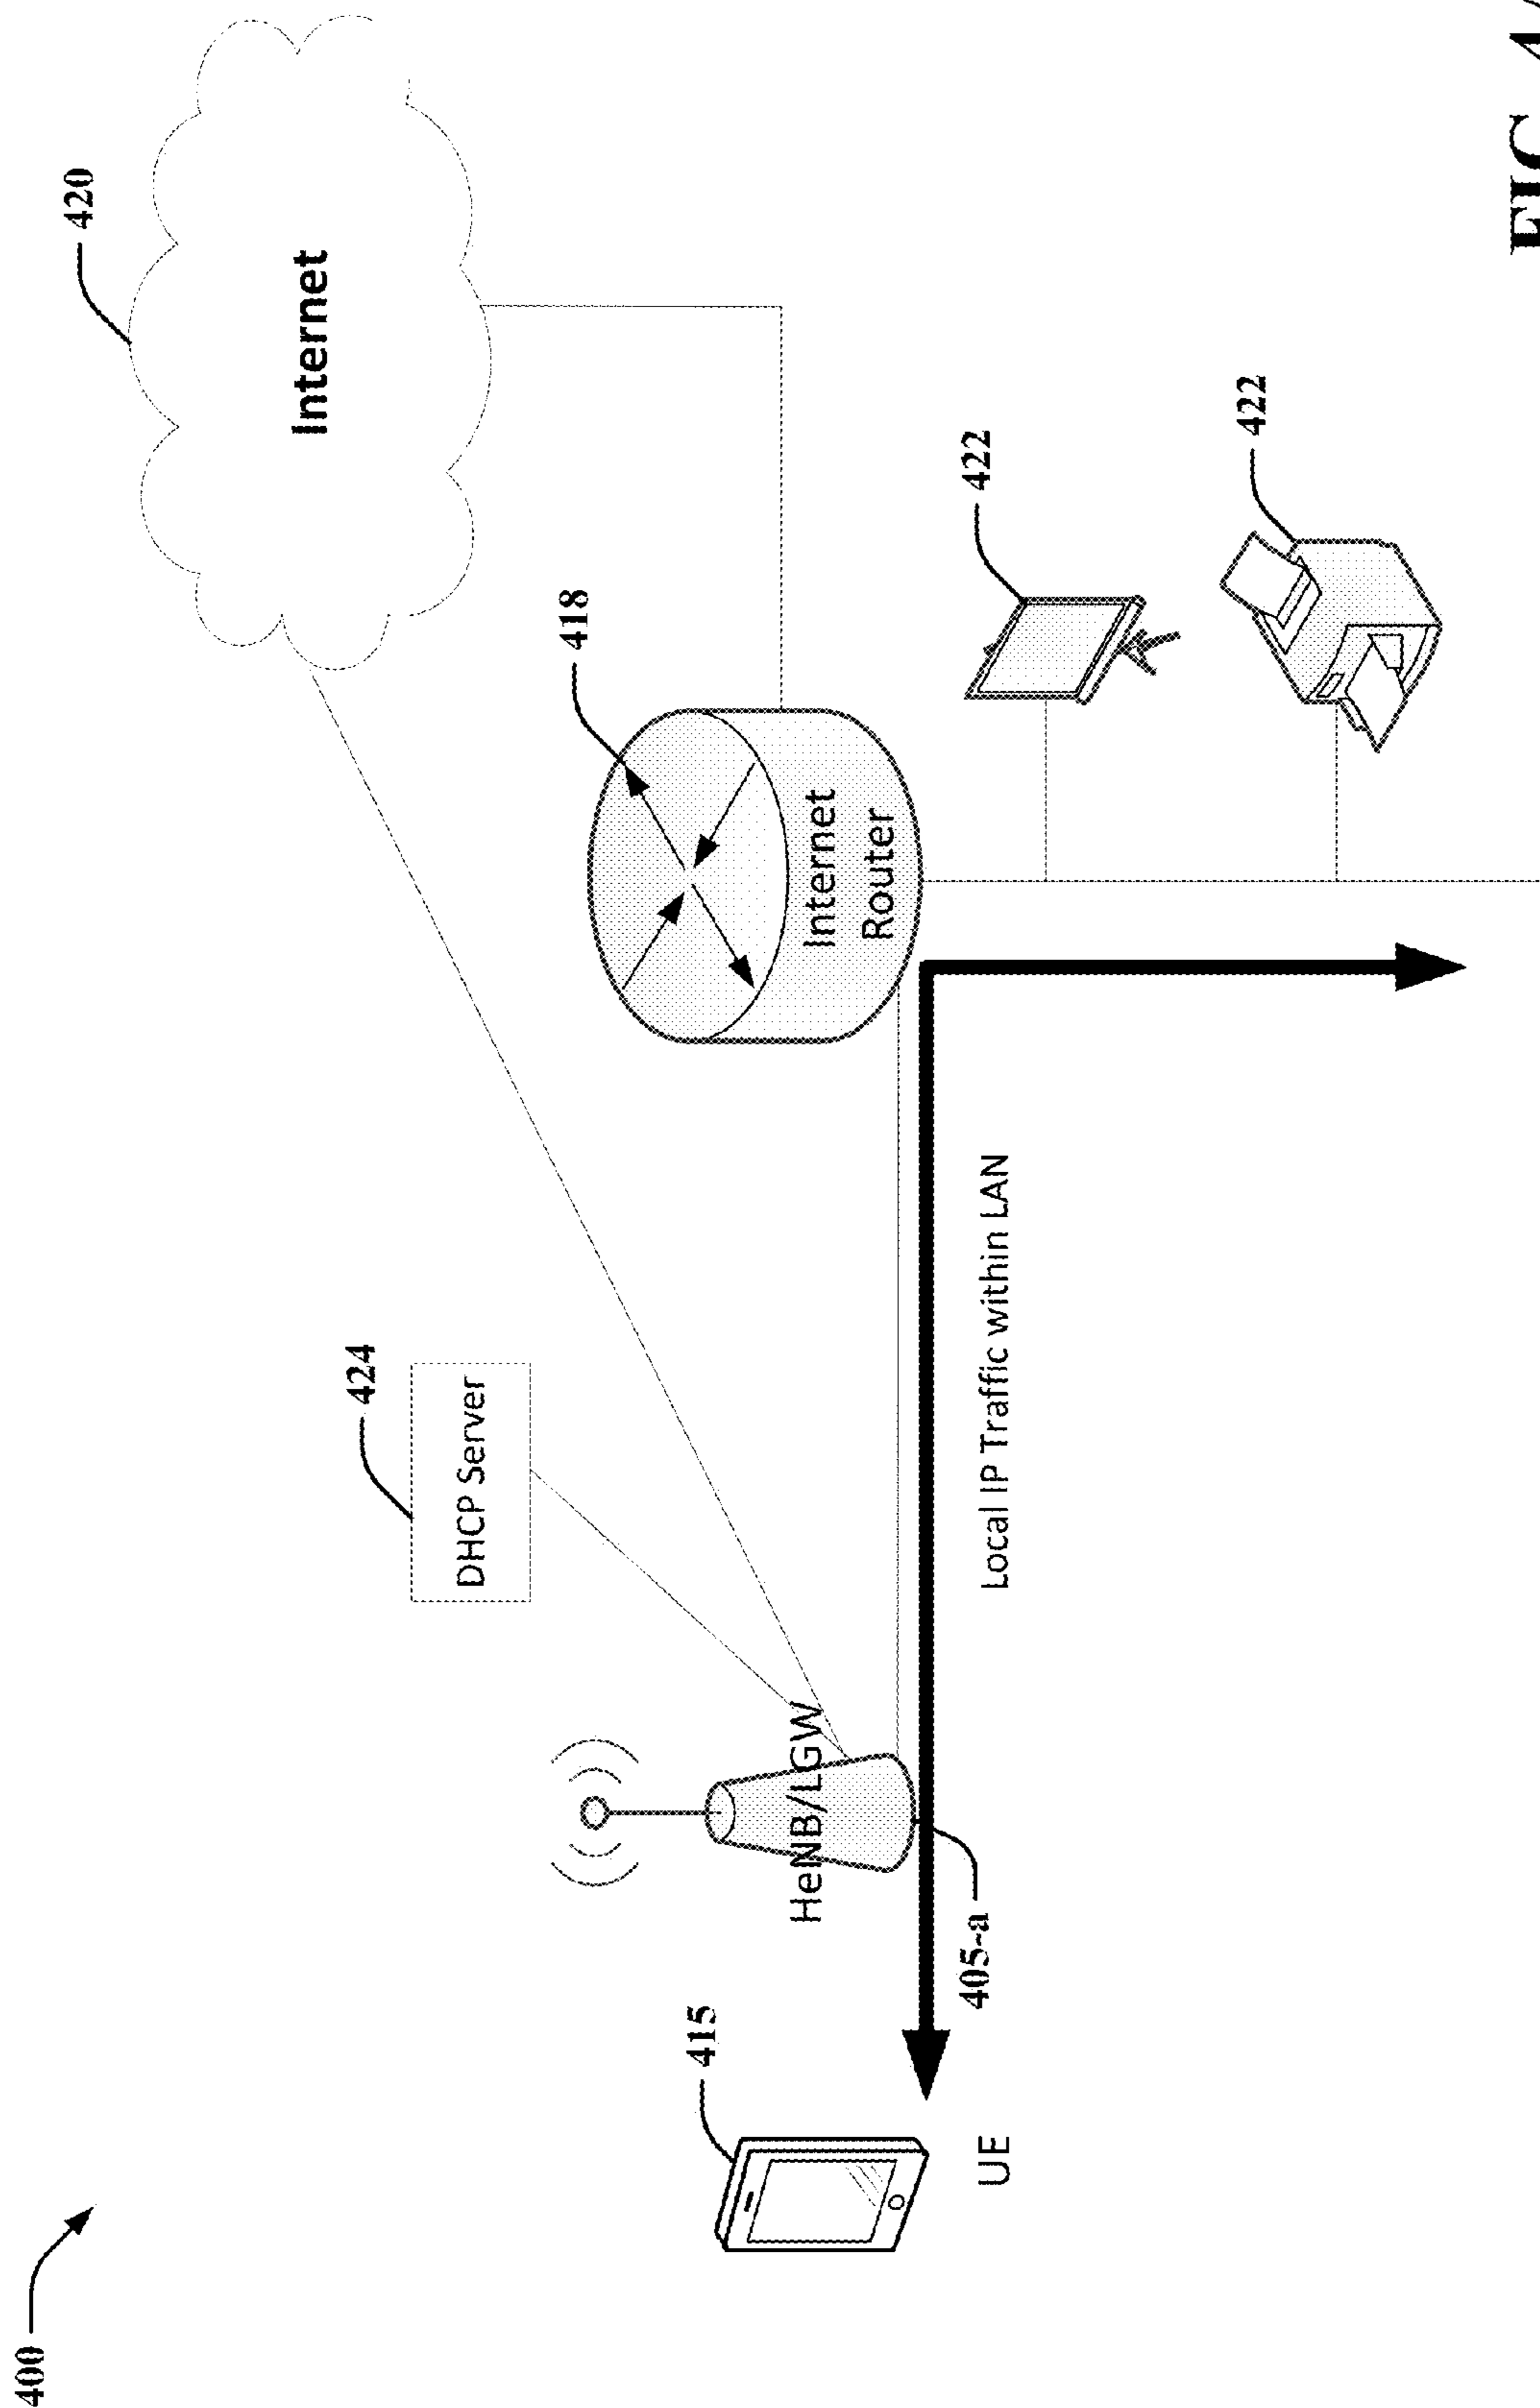 400
420
Internet
424
DHCP Server
418
Internet
Router
422
422
HeNB/LGW
415
405-a
UE
Local IP Traffic within LAN